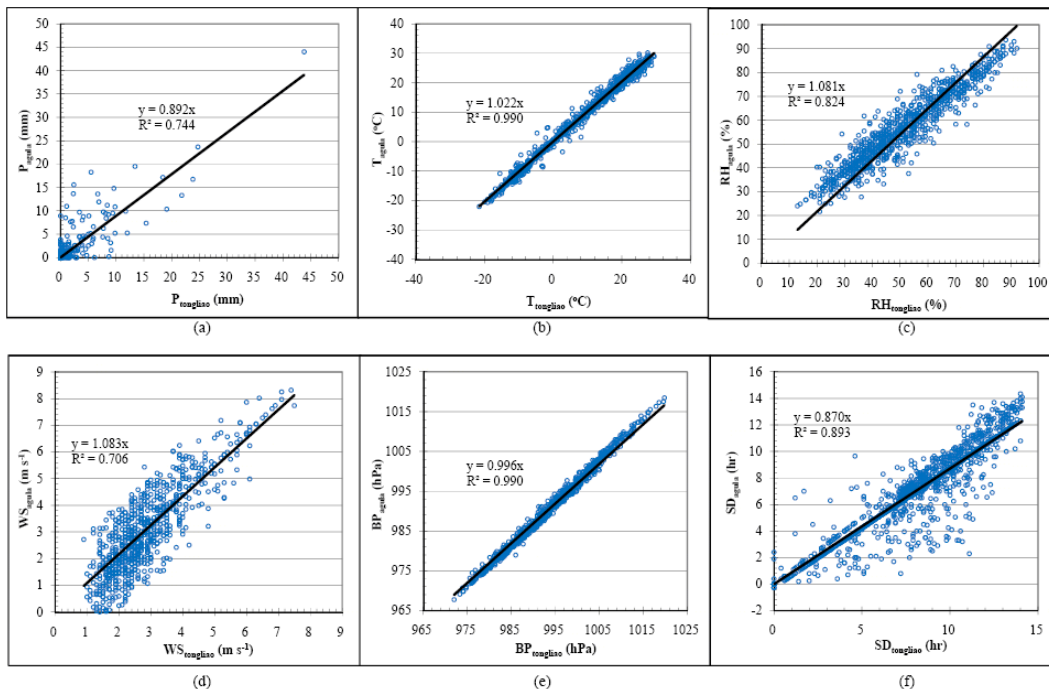 50
45
40
35
30
25
20
15
10
5
0
P_agula (mm)
y = 0.892x
R² = 0.744
0 5 10 15 20 25 30 35 40 45 50
P_tongliao (mm)
(a)
40
30
20
10
0
-10
-20
-30
-40
T_agula (°C)
y = 1.022x
R² = 0.990
-40 -20 0 20 40
T_tongliao (°C)
(b)
100
90
80
70
60
50
40
30
20
10
0
RH_agula (%)
y = 1.081x
R² = 0.824
0 10 20 30 40 50 60 70 80 90 100
RH_tongliao (%)
(c)
9
8
7
6
5
4
3
2
1
0
WS_agula (m s⁻¹)
y = 1.083x
R² = 0.706
0 1 2 3 4 5 6 7 8 9
WS_tongliao (m s⁻¹)
(d)
1025
1015
1005
995
985
975
965
BP_agula (hPa)
y = 0.996x
R² = 0.990
965 975 985 995 1005 1015 1025
BP_tongliao (hPa)
(e)
16
14
12
10
8
6
4
2
0
-2
SD_agula (hr)
y = 0.870x
R² = 0.893
0 5 10 15
SD_tongliao (hr)
(f)